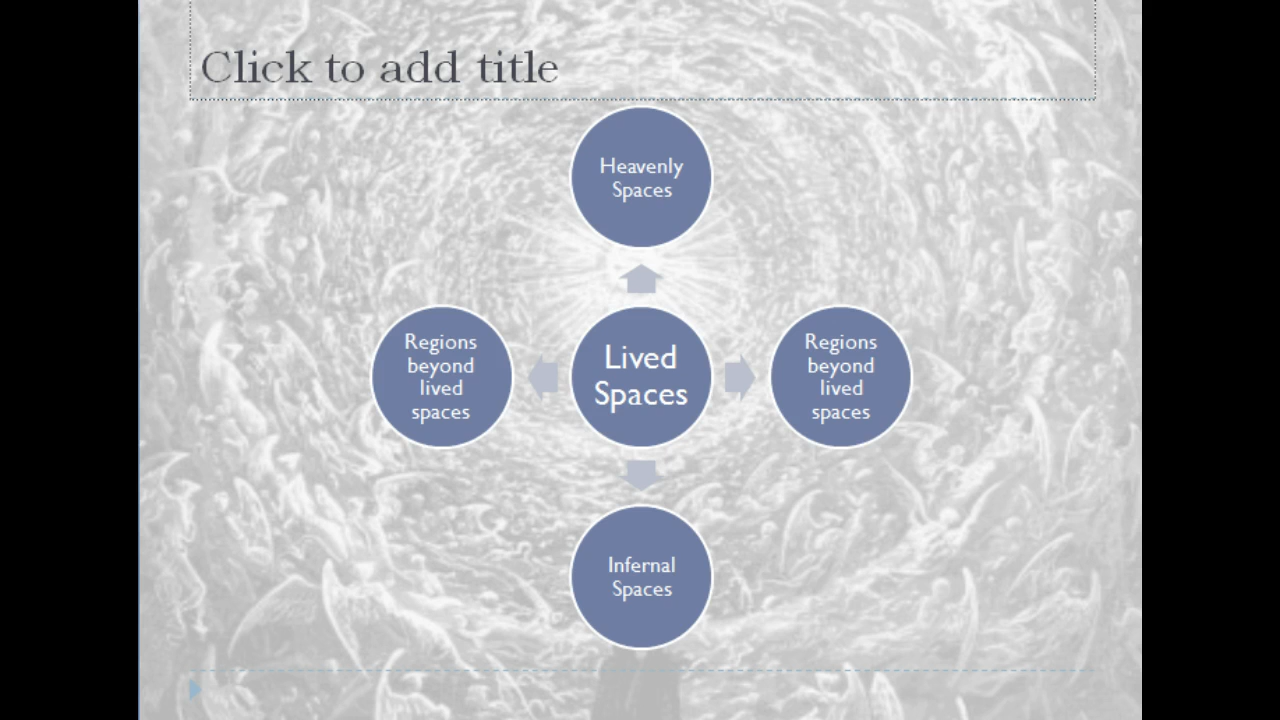 Click to add title
Heavenly
Spaces
Regions
beyond
lived
spaces
Lived
Spaces
Regions
beyond
lived
spaces
Infernal
Spaces